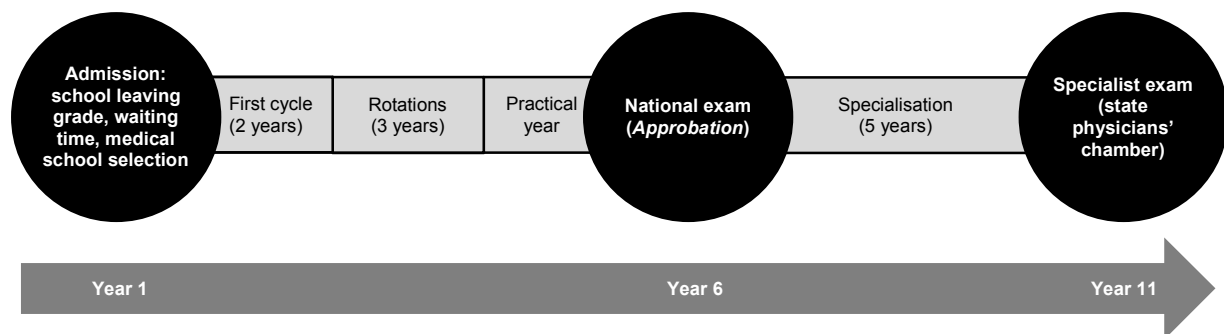 Admission:
school leaving
grade, waiting
time, medical
school selection
First cycle
(2 years)
Rotations
(3 years)
Practical
year
National exam
(Approbation)
Specialisation
(5 years)
Specialist exam
(state
physicians’
chamber)
Year 1
Year 6
Year 11